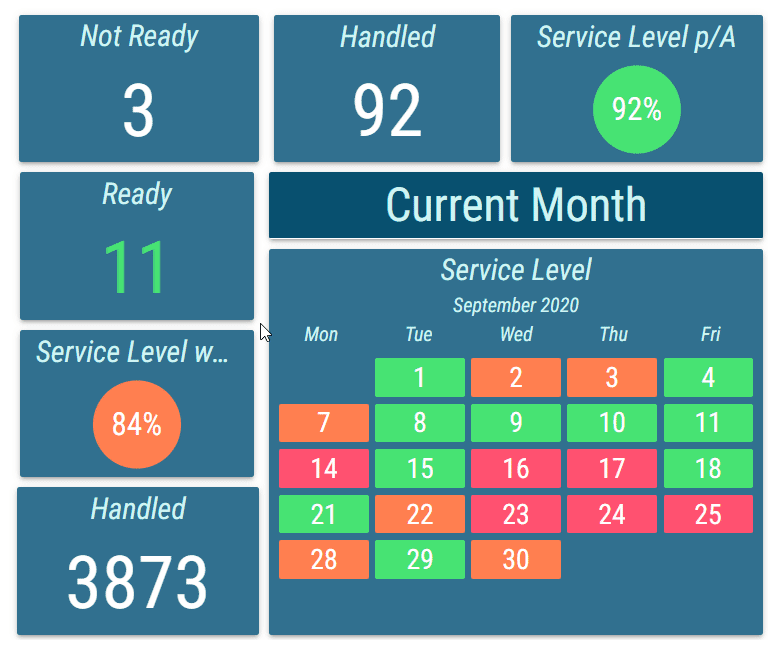 Not Ready
3
Handled
92
Service Level p/A
92%
Ready
11
Service Level w...
84%
Handled
3873
Current Month
Service Level
September 2020
Mon Tue Wed Thu Fri
1 2 3 4
7 8 9 10 11
14 15 16 17 18
21 22 23 24 25
28 29 30